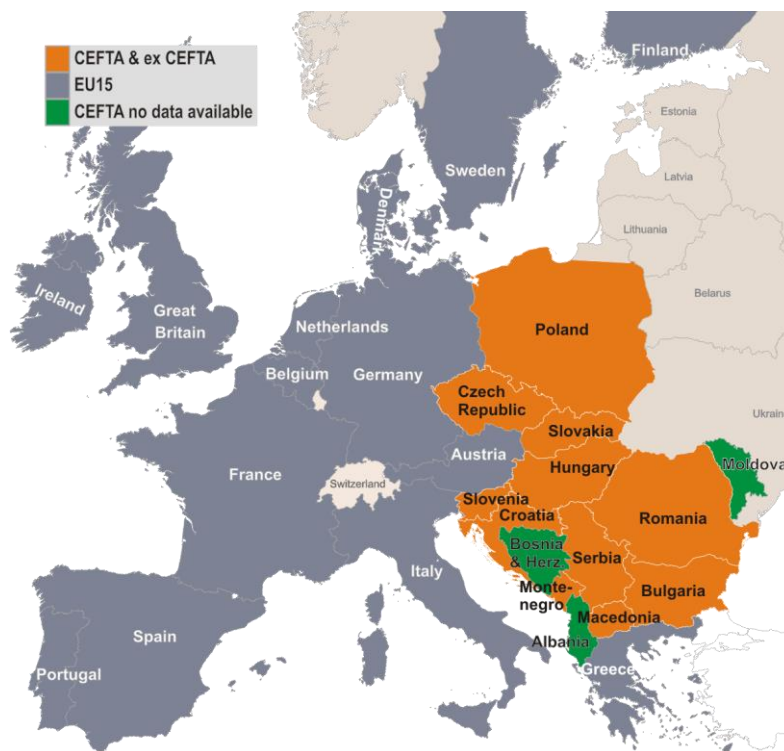 CEFTA & ex CEFTA
EU15
CEFTA no data available
Finland
Estonia
Sweden
Latvia
Denmark
Lithuania
Ireland
Great
Britain
Belarus
Netherlands
Poland
Belgium
Germany
Czech
Republic
Ukraine
Slovakia
Austria
Moldova
Hungary
France
Switzerland
Slovenia
Croatia
Romania
Bosnia
& Herz
Serbia
Italy
Monte-
negro
Bulgaria
Macedonia
Spain
Albania
Portugal
Greece